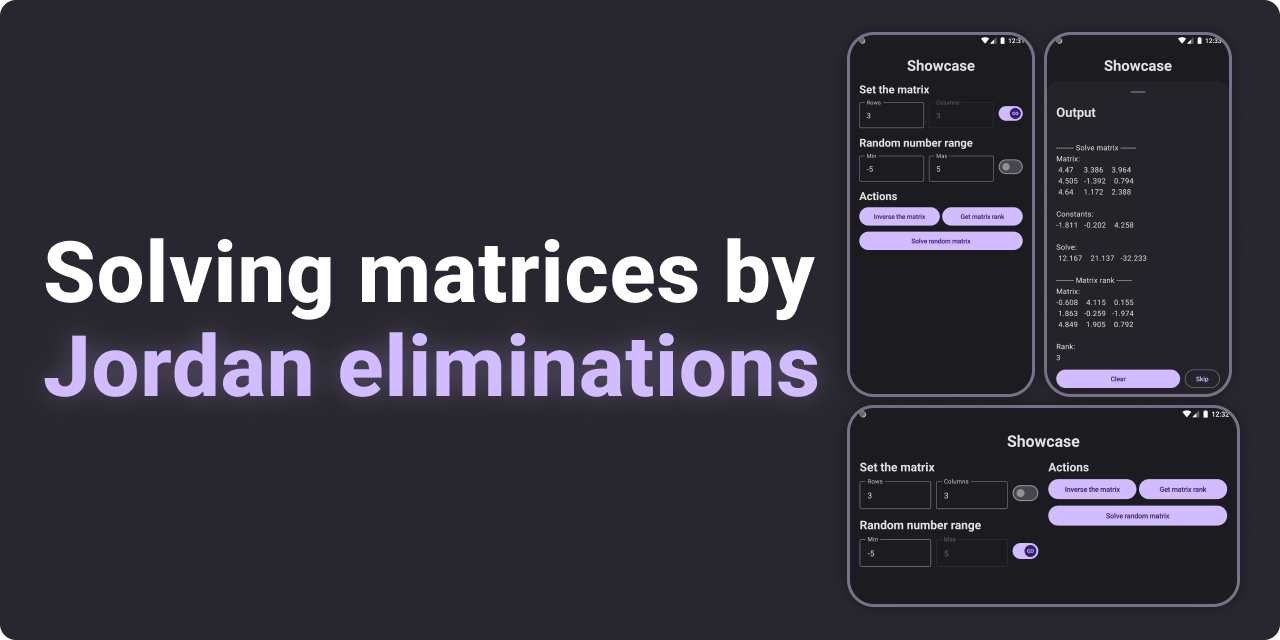 Solving matrices by
Jordan eliminations
12:31
Showcase
Set the matrix
Rows
3
Columns
3
Random number range
Min
-5
Max
5
Actions
Inverse the matrix
Get matrix rank
Solve random matrix
12:33
Showcase
Output
-------- Solve matrix -------
Matrix:
4.47 3.386 3.964
4.505 -1.392 0.794
4.64 1.172 2.388
Constants:
-1.811 -0.202 4.258
Solve:
12.167 21.137 -32.233
-------- Matrix rank -------
Matrix:
-0.608 4.115 0.155
1.863 -0.259 -1.974
4.849 1.905 0.792
Rank:
3
Clear
Skip
12:32
Showcase
Set the matrix
Rows
3
Columns
3
Random number range
Min
-5
Max
5
Actions
Inverse the matrix
Get matrix rank
Solve random matrix